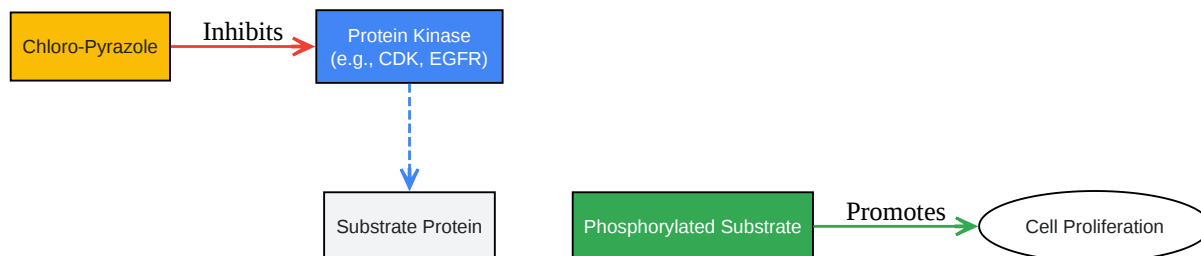 Chloro-Pyrazole
Inhibits
Protein Kinase
(e.g., CDK, EGFR)
Substrate Protein
Phosphorylated Substrate
Promotes
Cell Proliferation